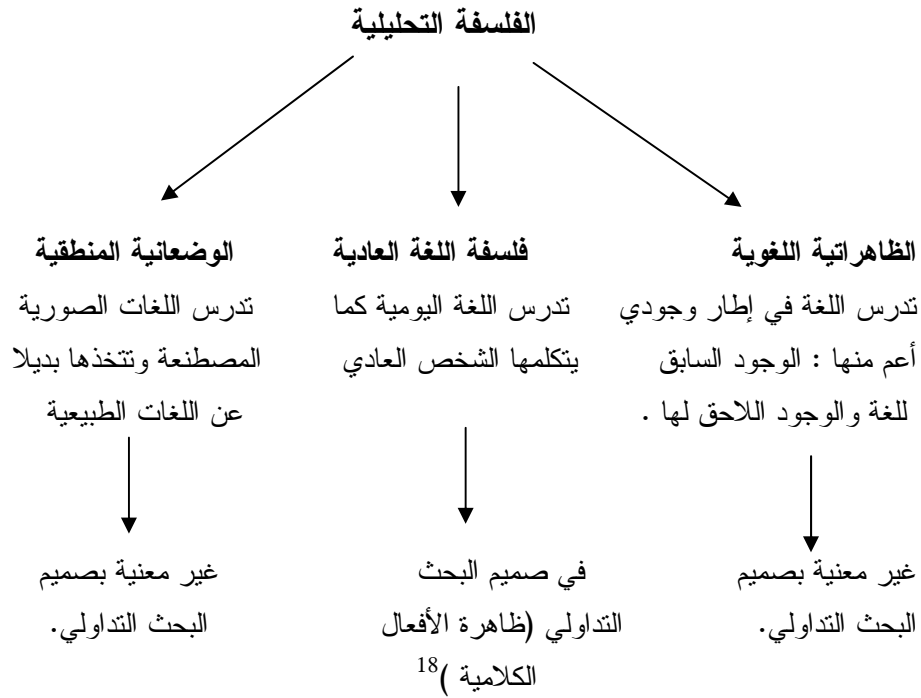 الفلسفة التحليلية
الظاهراتية اللغوية
تدرس اللغة في إطار وجودي
أعم منها : الوجود السابق
للغة والوجود اللاحق لها .
غير معنية بصميم
البحث التداولي.
فلسفة اللغة العادية
تدرس اللغة اليومية كما
يتكلمها الشخص العادي
في صميم البحث
التداولي (ظاهرة الأفعال
الكلامية )18
الوضعانية المنطقية
تدرس اللغات الصورية
المصطنعة وتتخذها بديلا
عن اللغات الطبيعية
غير معنية بصميم
البحث التداولي.